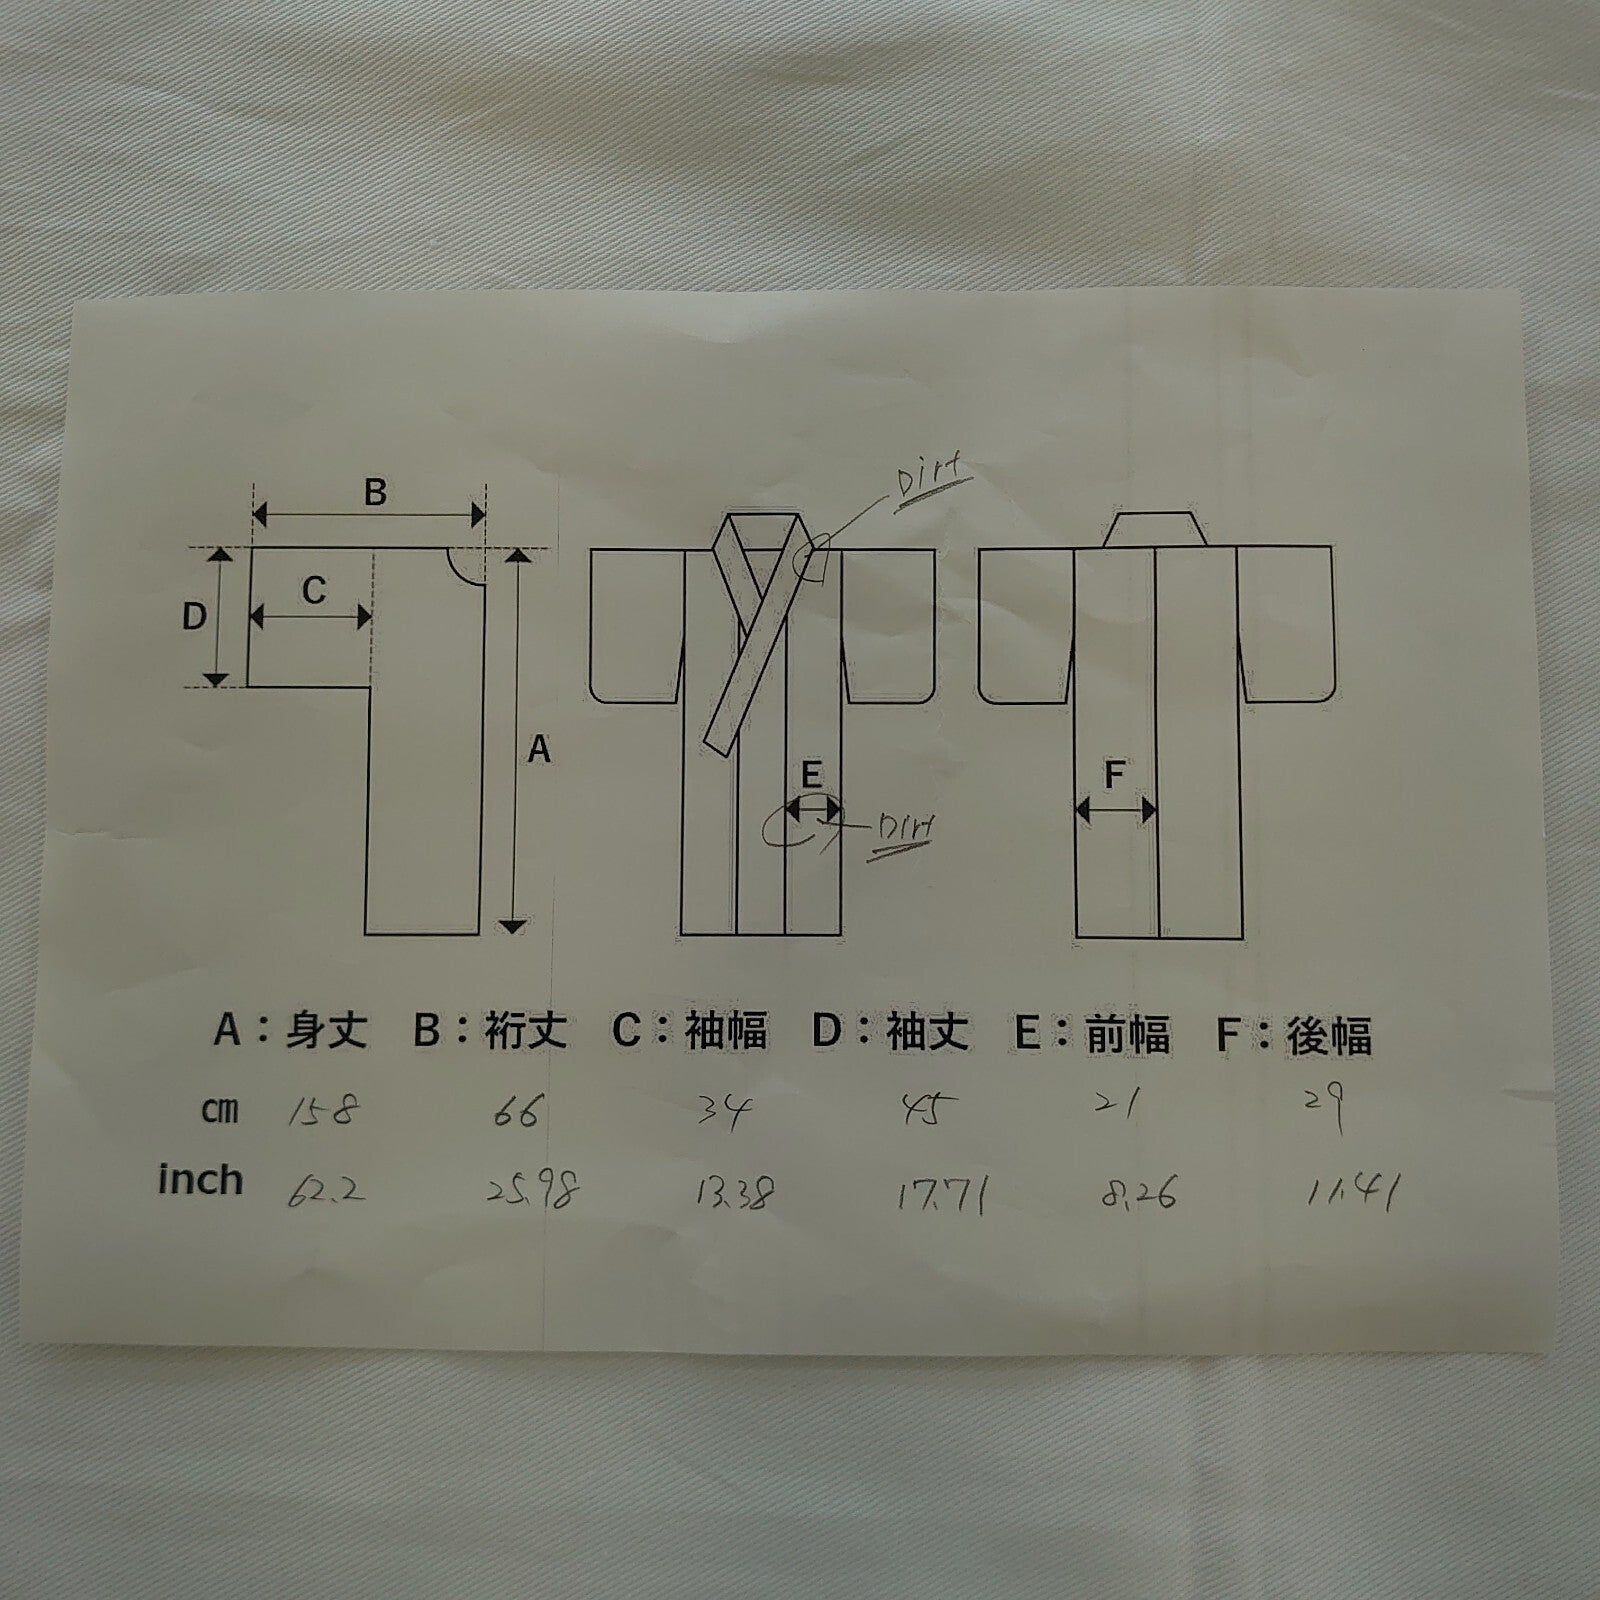 Dirt
B
C
D
A
E
F
Dirt
A：身丈 B：裄丈 C：袖幅 D：袖丈 E：前幅 F：後幅
cm 158 66 34 45 21 29
inch 62.2 25.98 13.38 17.71 8.26 11.41